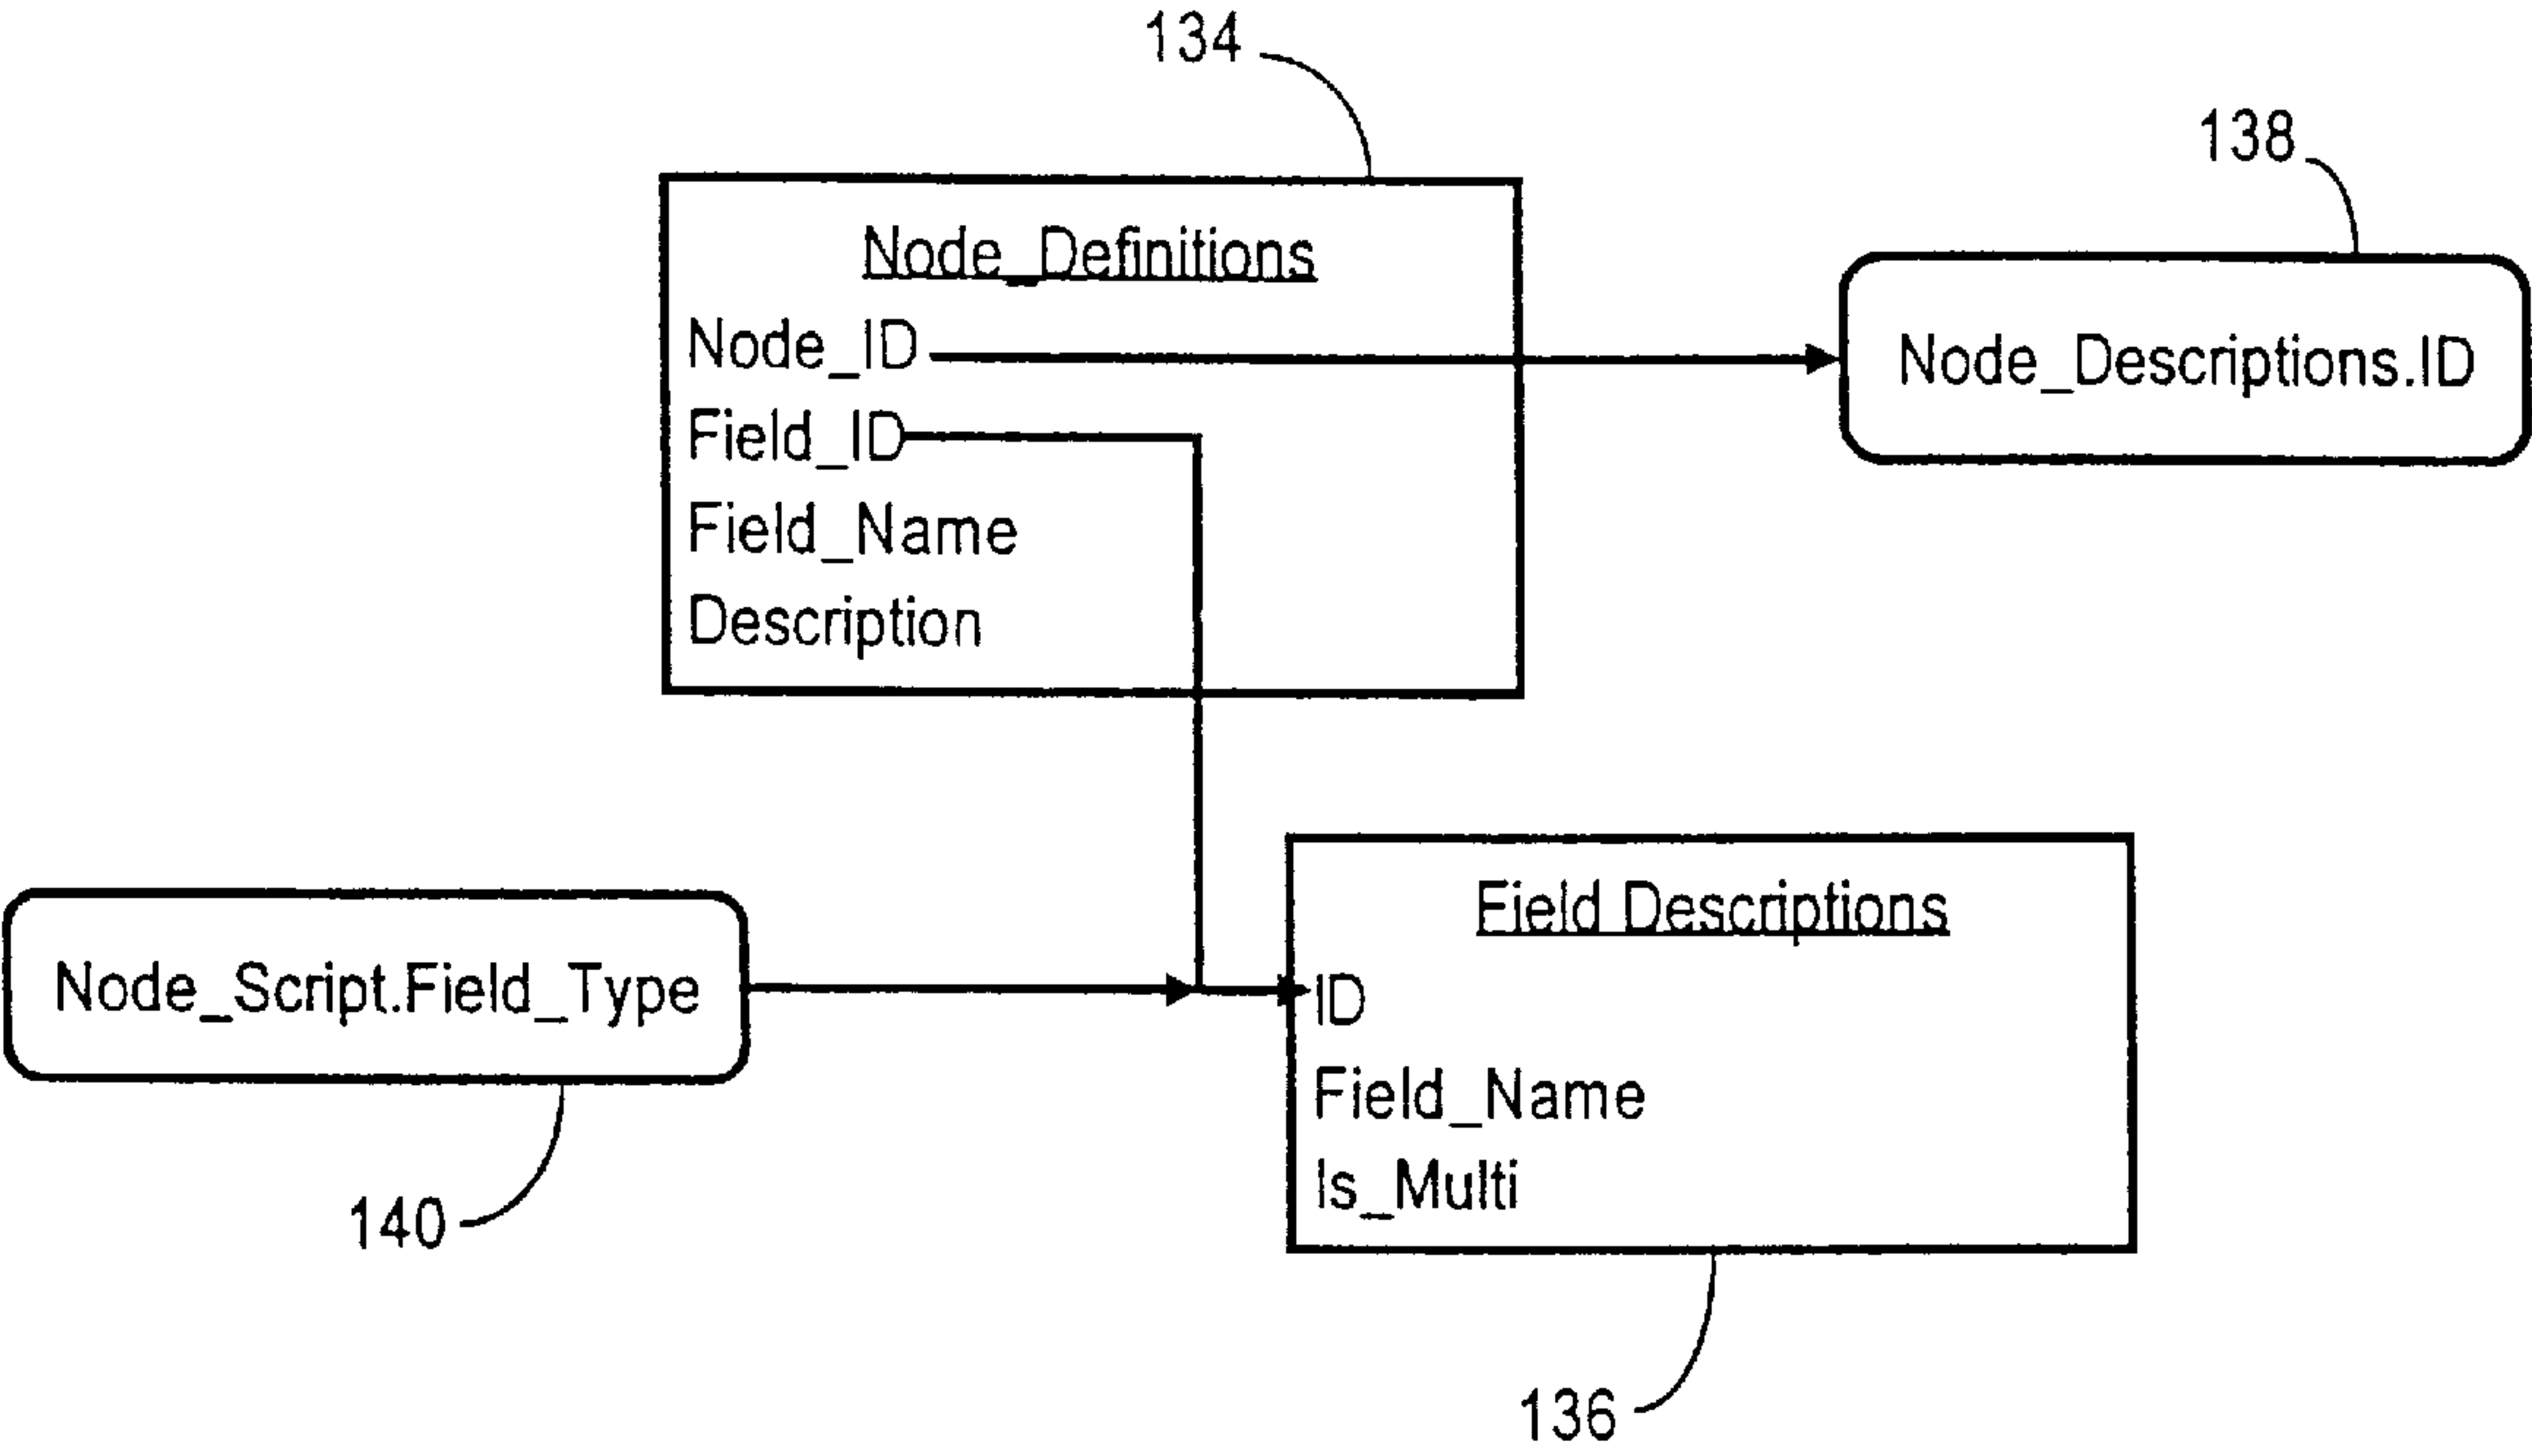 134
138
Node_Definitions
Node_ID
Node_Descriptions.ID
Field_ID
Field_Name
Description
Field Descriptions
Node_Script.Field_Type
ID
Field_Name
Is_Multi
140
136